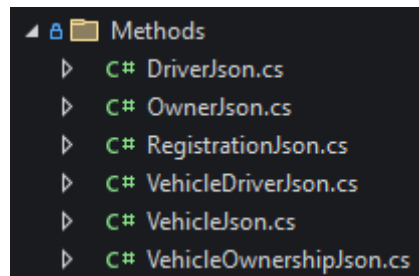 Methods
C# DriverJson.cs
C# OwnerJson.cs
C# RegistrationJson.cs
C# VehicleDriverJson.cs
C# VehicleJson.cs
C# VehicleOwnershipJson.cs